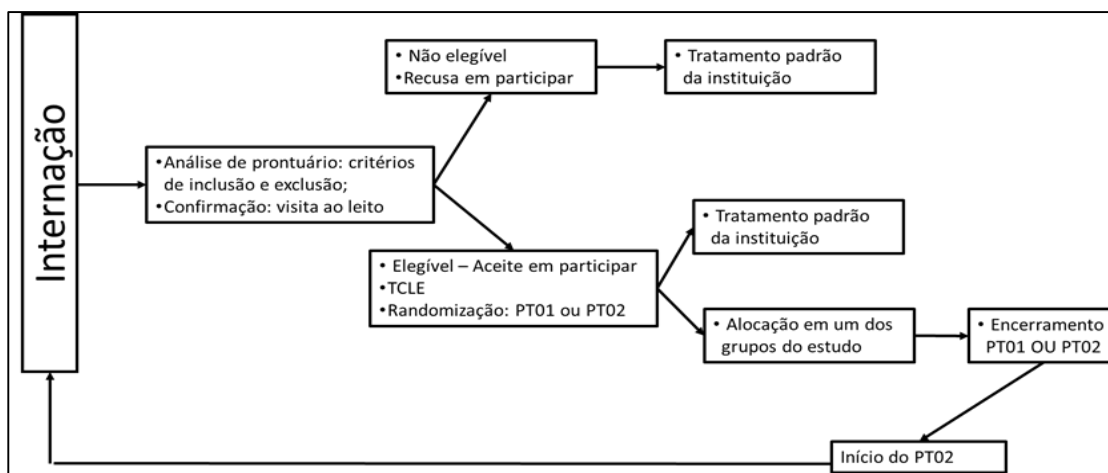 Internação
•Análise de prontuário: critérios
de inclusão e exclusão;
•Confirmação: visita ao leito
• Não elegível
• Recusa em participar
• Tratamento padrão
da instituição
• Elegível – Aceite em participar
•TCLE
•Randomização: PT01 ou PT02
• Tratamento padrão
da instituição
• Alocação em um dos
grupos do estudo
• Encerramento
PT01 OU PT02
Início do PT02